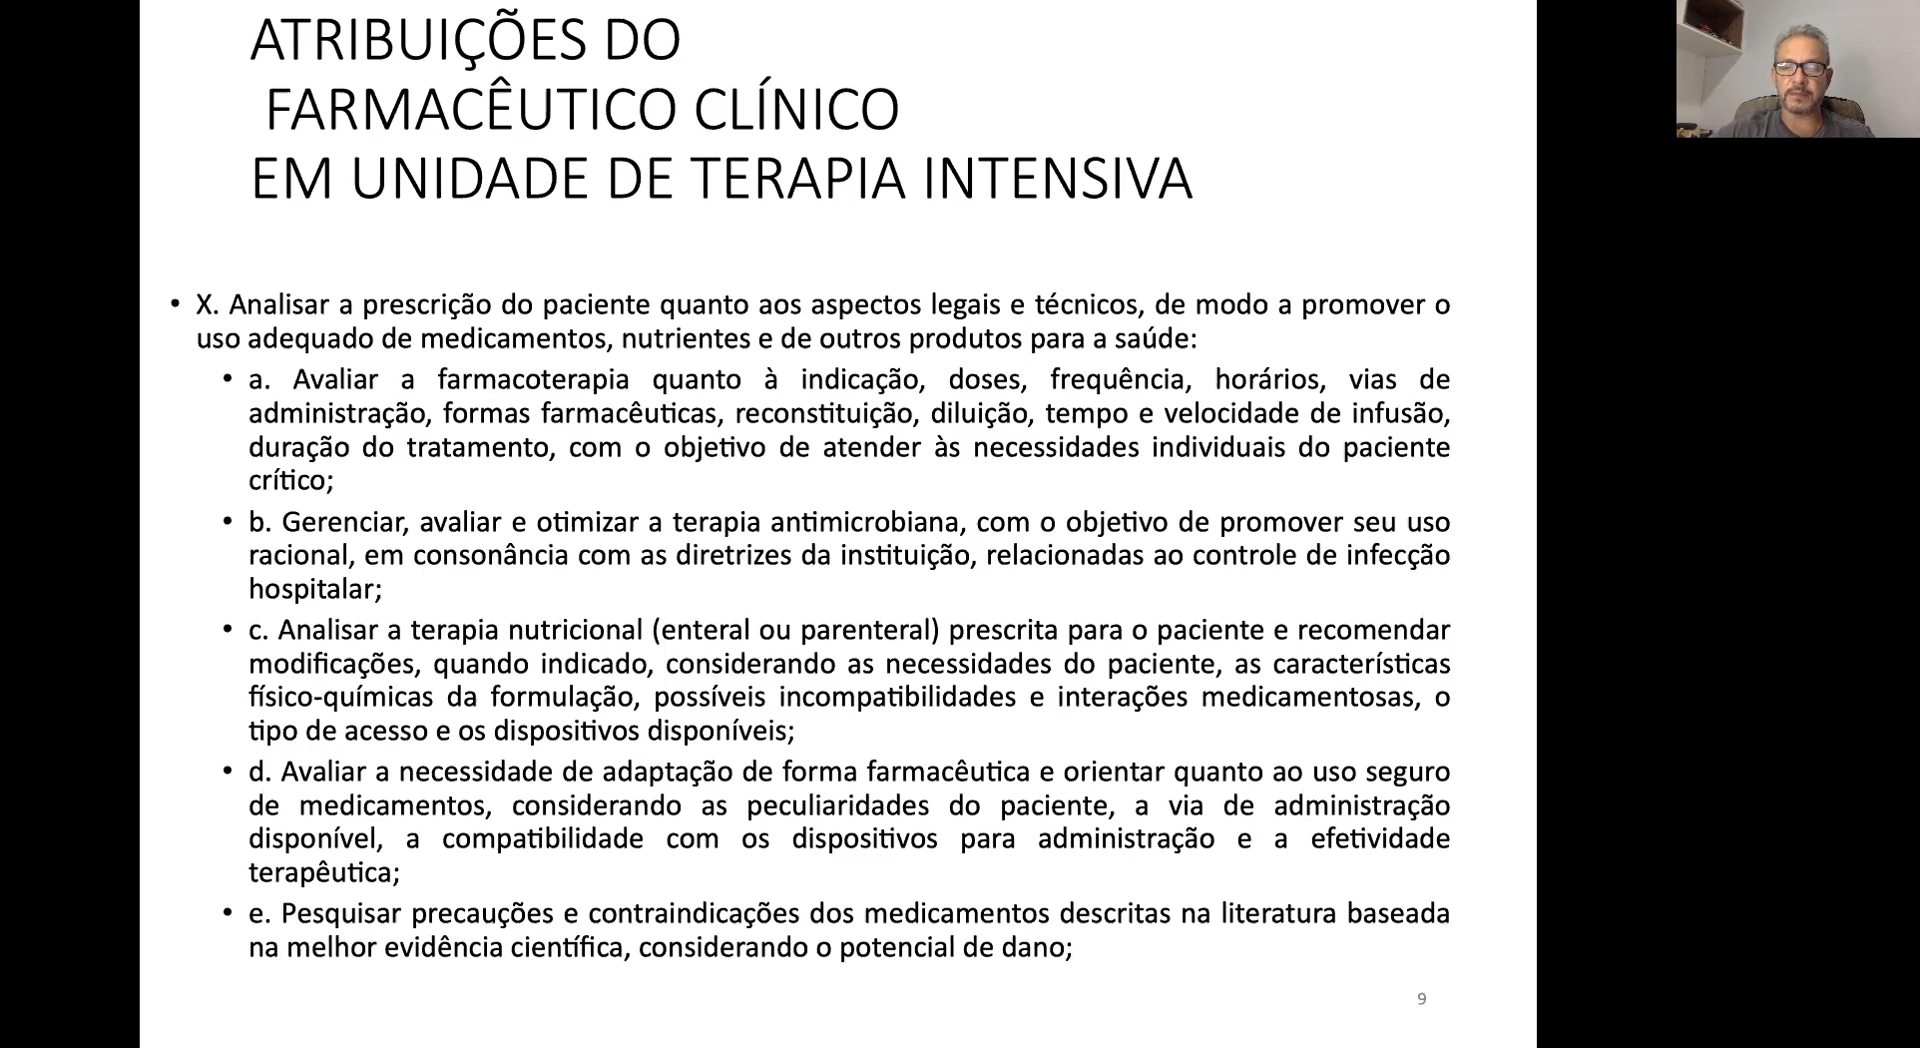 ATRIBUIÇÕES DO
FARMACÊUTICO CLÍNICO
EM UNIDADE DE TERAPIA INTENSIVA
• X. Analisar a prescrição do paciente quanto aos aspectos legais e técnicos, de modo a promover o
uso adequado de medicamentos, nutrientes e de outros produtos para a saúde:
• a. Avaliar a farmacoterapia quanto à indicação, doses, frequência, horários, vias de
administração, formas farmacêuticas, reconstituição, diluição, tempo e velocidade de infusão,
duração do tratamento, com o objetivo de atender às necessidades individuais do paciente
crítico;
• b. Gerenciar, avaliar e otimizar a terapia antimicrobiana, com o objetivo de promover seu uso
racional, em consonância com as diretrizes da instituição, relacionadas ao controle de infecção
hospitalar;
• c. Analisar a terapia nutricional (enteral ou parenteral) prescrita para o paciente e recomendar
modificações, quando indicado, considerando as necessidades do paciente, as características
físico-químicas da formulação, possíveis incompatibilidades e interações medicamentosas, o
tipo de acesso e os dispositivos disponíveis;
• d. Avaliar a necessidade de adaptação de forma farmacêutica e orientar quanto ao uso seguro
de medicamentos, considerando as peculiaridades do paciente, a via de administração
disponível, a compatibilidade com os dispositivos para administração e a efetividade
terapêutica;
• e. Pesquisar precauções e contraindicações dos medicamentos descritas na literatura baseada
na melhor evidência científica, considerando o potencial de dano;
9